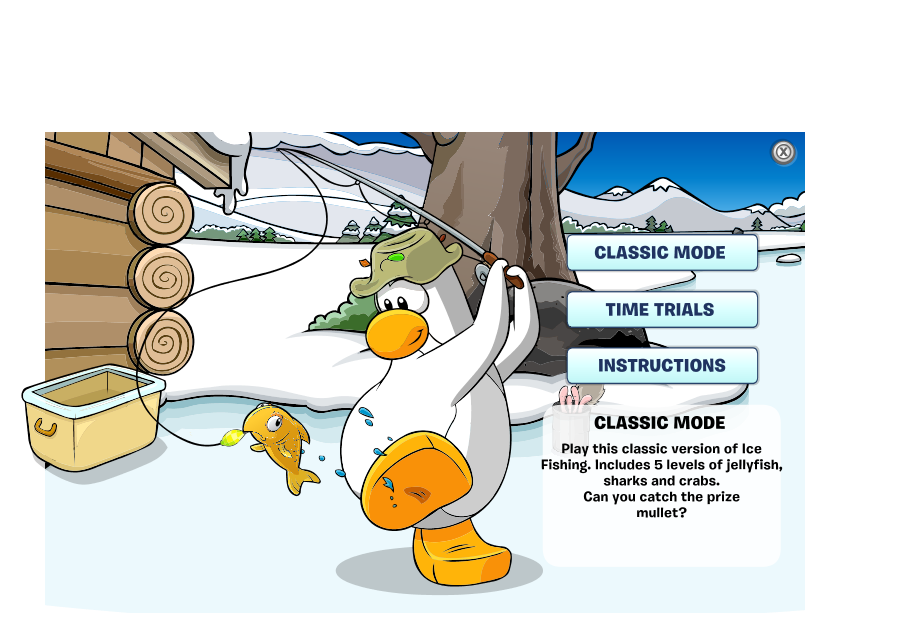 X
CLASSIC MODE
TIME TRIALS
INSTRUCTIONS
CLASSIC MODE
Play this classic version of Ice
Fishing. Includes 5 levels of jellyfish,
sharks and crabs.
Can you catch the prize
mullet?